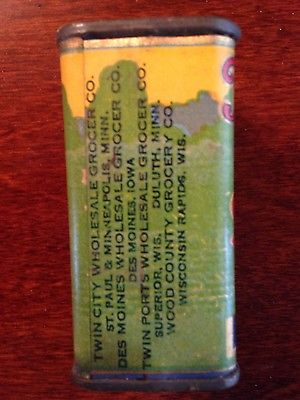 TWIN CITY WHOLESALE GROCER CO.
ST. PAUL & MINNEAPOLIS, MINN.
DES MOINES WHOLESALE GROCER CO.
DES MOINES, IOWA
TWIN PORTS WHOLESALE GROCER CO.
SUPERIOR, WIS. DULUTH, MINN.
WOOD COUNTY GROCERY CO.
WISCONSIN RAPIDS, WIS.